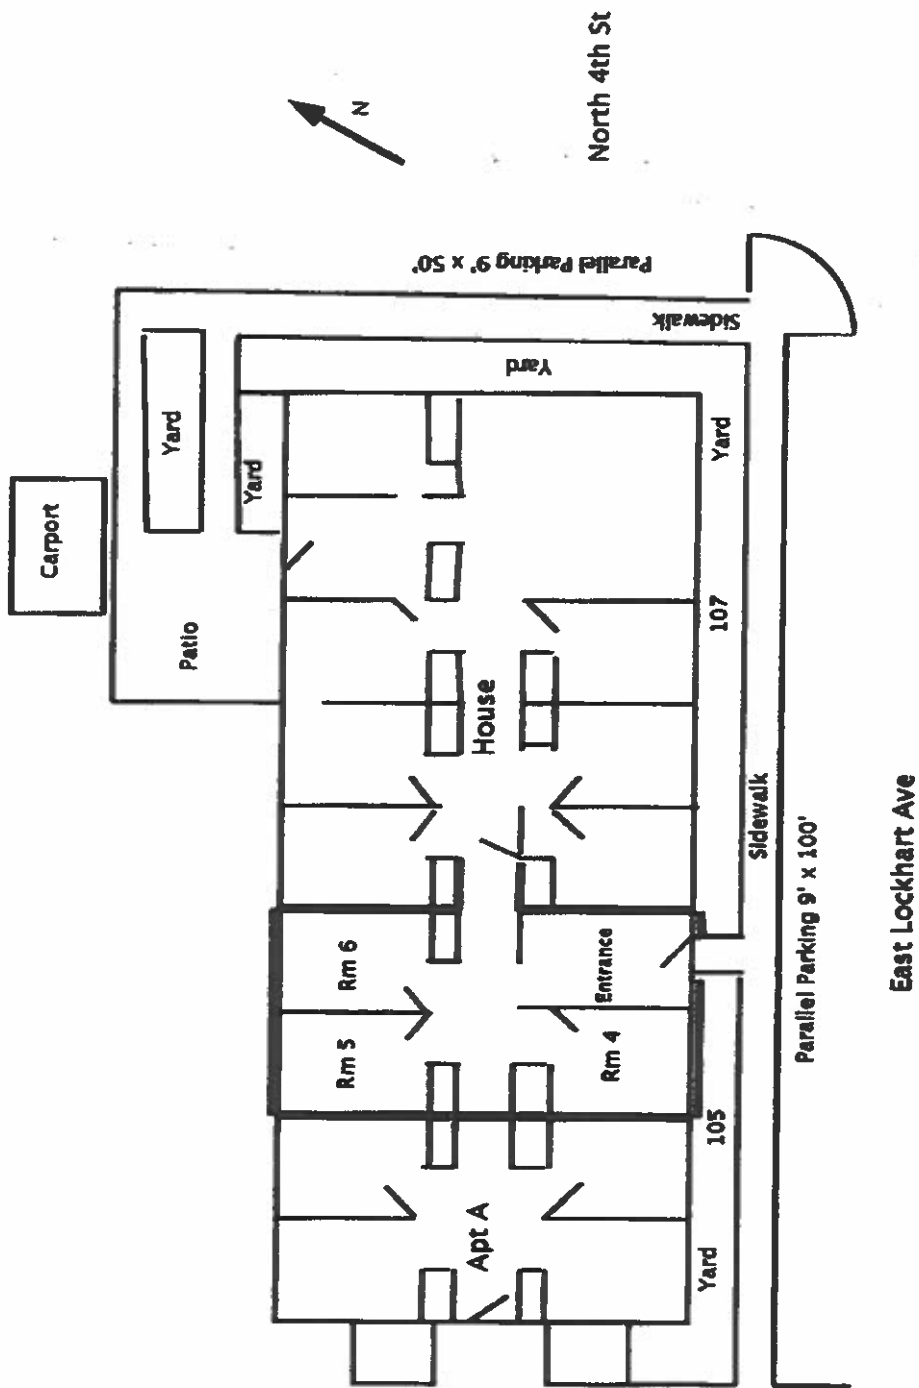 N
North 4th St
Carport
Yard
Yard
Patio
Parallel Parking 9' x 50'
Sidewalk
Yard
Yard
107
House
Sidewalk
Parallel Parking 9' x 100'
East Lockhart Ave
Rm 6
Entrance
Rm 5
Rm 4
105
Apt A
Yard